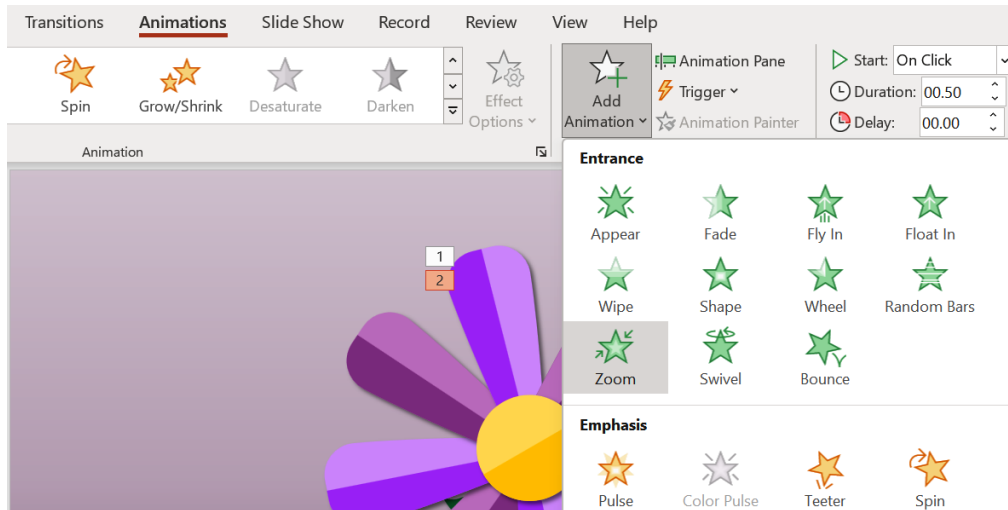 Transitions Animations Slide Show Record Review View Help
Spin Grow/Shrink Desaturate Darken
Effect
Options
Animation
Add
Animation
Animation Pane
Trigger
Animation Painter
Start: On Click
Duration: 00.50
Delay: 00.00
Entrance
Appear Fade Fly In Float In
Wipe Shape Wheel Random Bars
Zoom Swivel Bounce
Emphasis
Pulse Color Pulse Teeter Spin
1
2